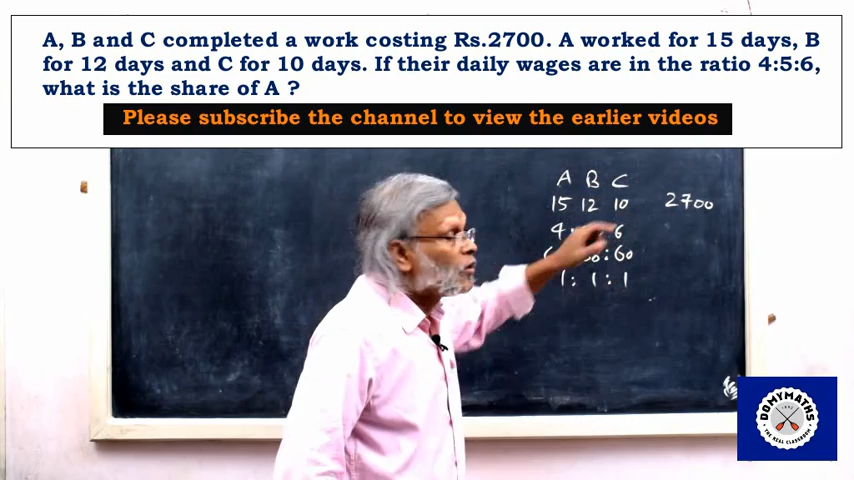 A, B and C completed a work costing Rs.2700. A worked for 15 days, B
for 12 days and C for 10 days. If their daily wages are in the ratio 4:5:6,
what is the share of A ?
Please subscribe the channel to view the earlier videos
A B C
15 12 10 2700
4 6
:60
1: 1: 1
DOMYMATHS
THE REAL CLASSROOM